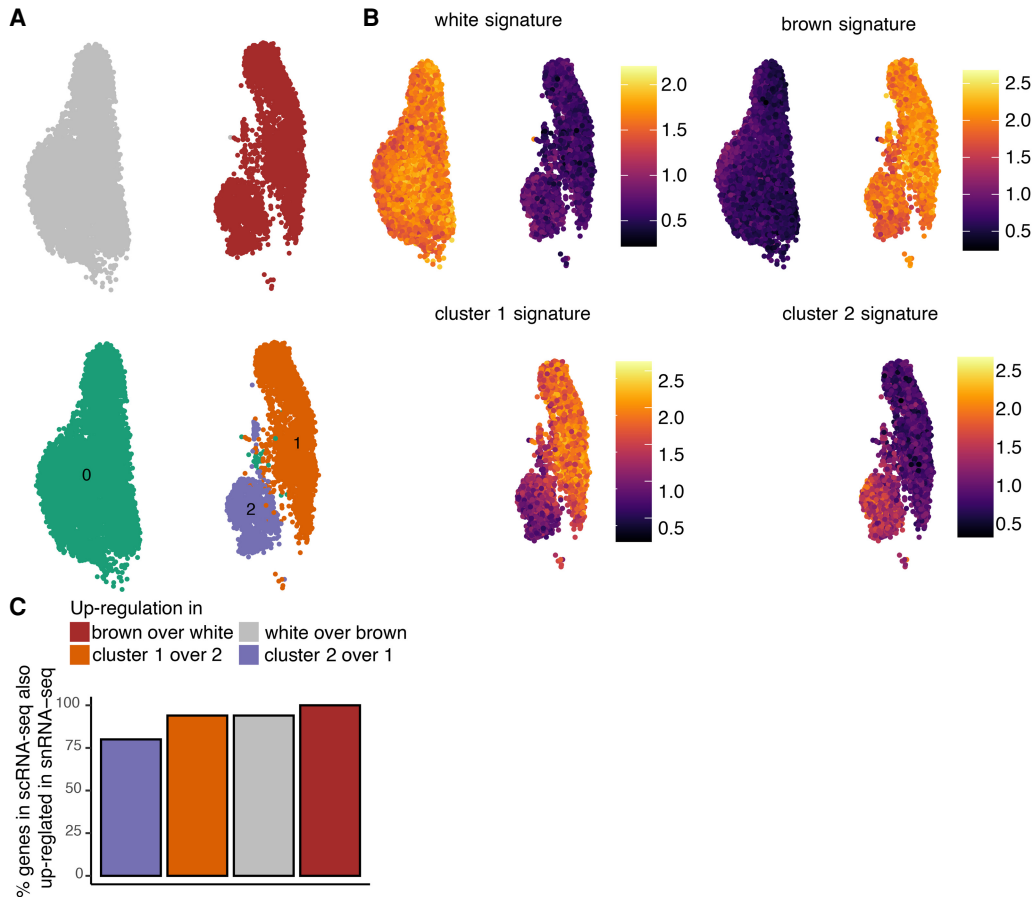 A
B
white signature
brown signature
2.0
1.5
1.0
0.5
2.5
2.0
1.5
1.0
0.5
0
1
2
cluster 1 signature
cluster 2 signature
2.5
2.0
1.5
1.0
0.5
2.5
2.0
1.5
1.0
0.5
C
Up-regulation in
brown over white
white over brown
cluster 1 over 2
cluster 2 over 1
% genes in scRNA-seq also
up-reglated in snRNA-seq
100
75
50
25
0